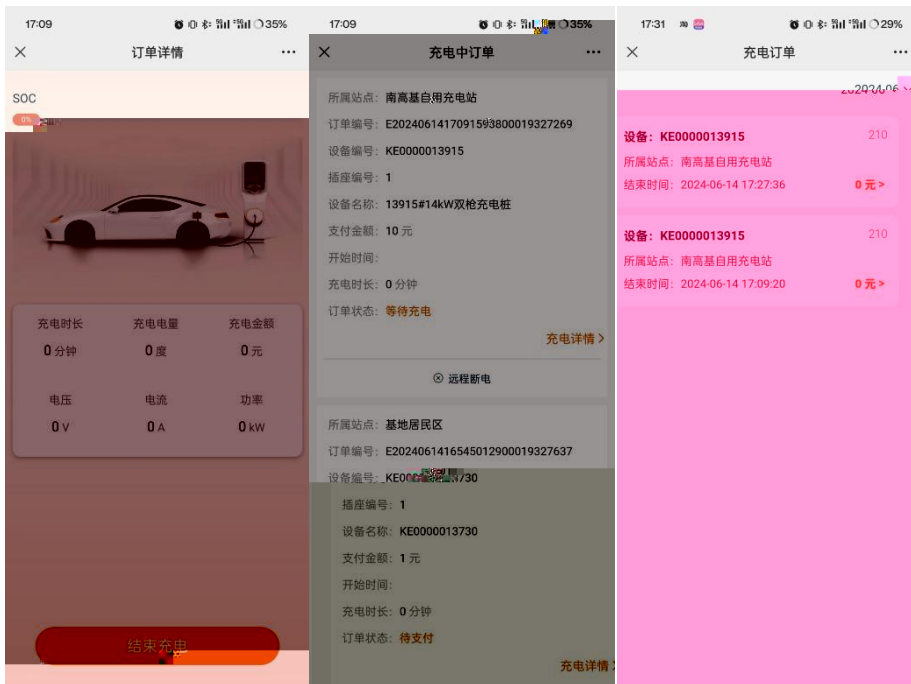 17:09
35%
订单详情
SOC
0%
充电时长 充电电量 充电金额
0 分钟 0 度 0 元
电压 电流 功率
0 V 0 A 0 kW
结束充电
17:09
35%
充电中订单
所属站点: 南高基自用充电站
订单编号: E2024061417091593800019327269
设备编号: KE0000013915
插座编号: 1
设备名称: 13915#14kW双枪充电桩
支付金额: 10 元
开始时间:
充电时长: 0 分钟
订单状态: 等待充电
充电详情 >
远程断电
所属站点: 基地居民区
订单编号: E2024061416545012900019327637
设备编号:
插座编号: 1
设备名称: KE0000013730
支付金额: 1 元
开始时间:
充电时长: 0 分钟
订单状态: 待支付
充电详情
17:31
29%
充电订单
设备: KE0000013915 210
所属站点: 南高基自用充电站
结束时间: 2024-06-14 17:27:36 0 元 >
设备: KE0000013915 210
所属站点: 南高基自用充电站
结束时间: 2024-06-14 17:09:20 0 元 >